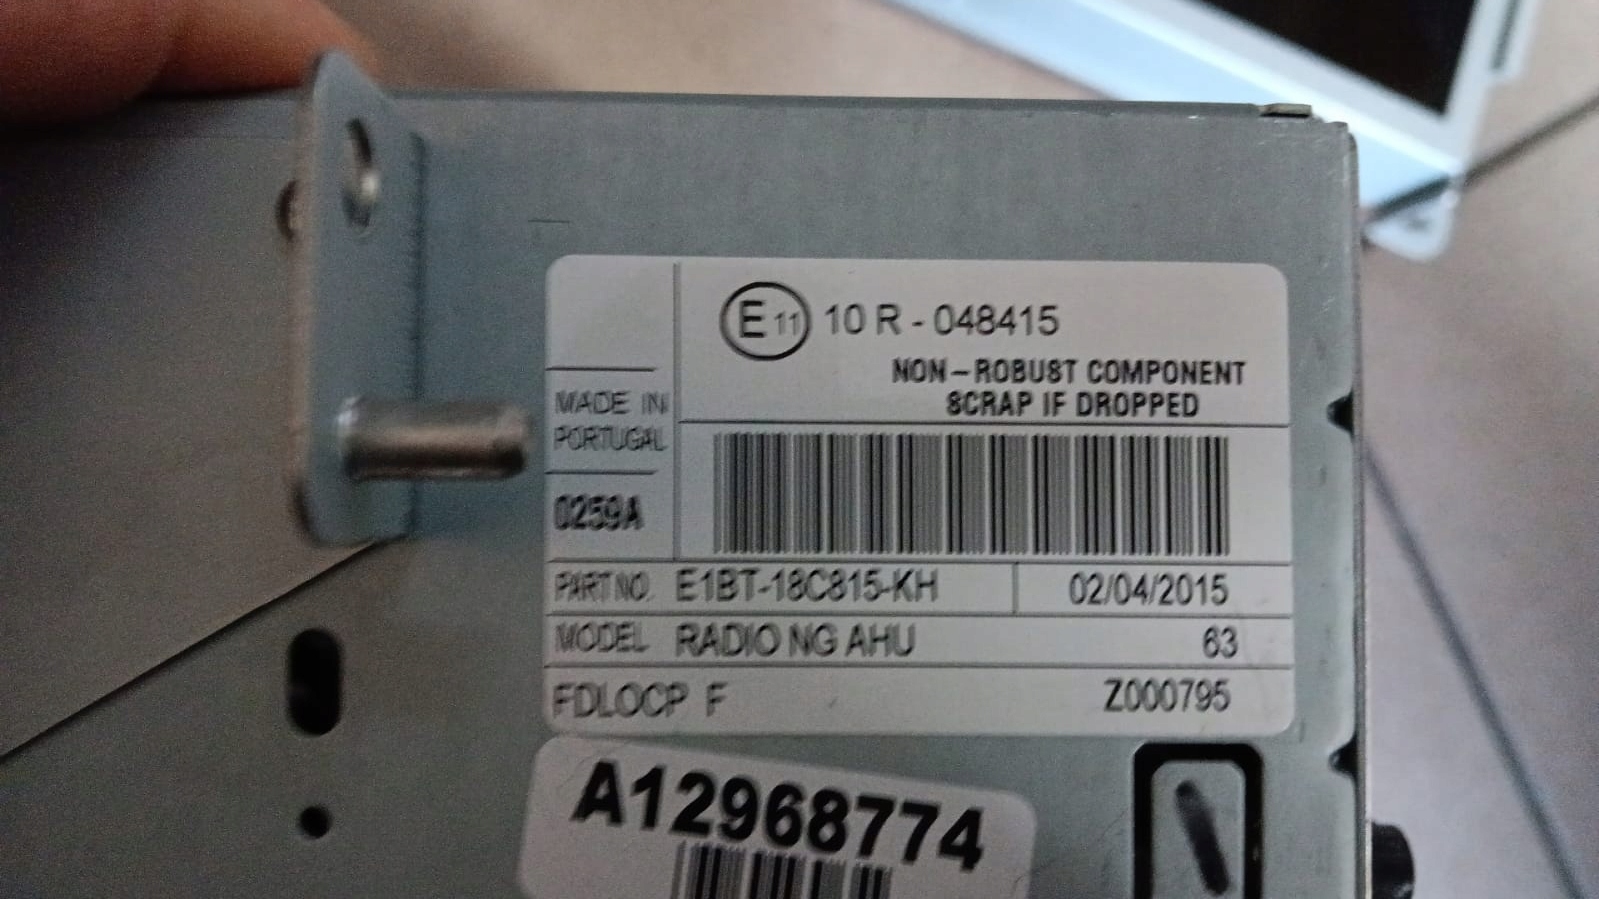 E 11 10 R - 048415
NON-ROBUST COMPONENT
SCRAP IF DROPPED
MADE IN
PORTUGAL
0259A
PART NO. E1BT-18C815-KH 02/04/2015
MODEL RADIO NG AHU 63
FDLOCP F Z000795
A12968774